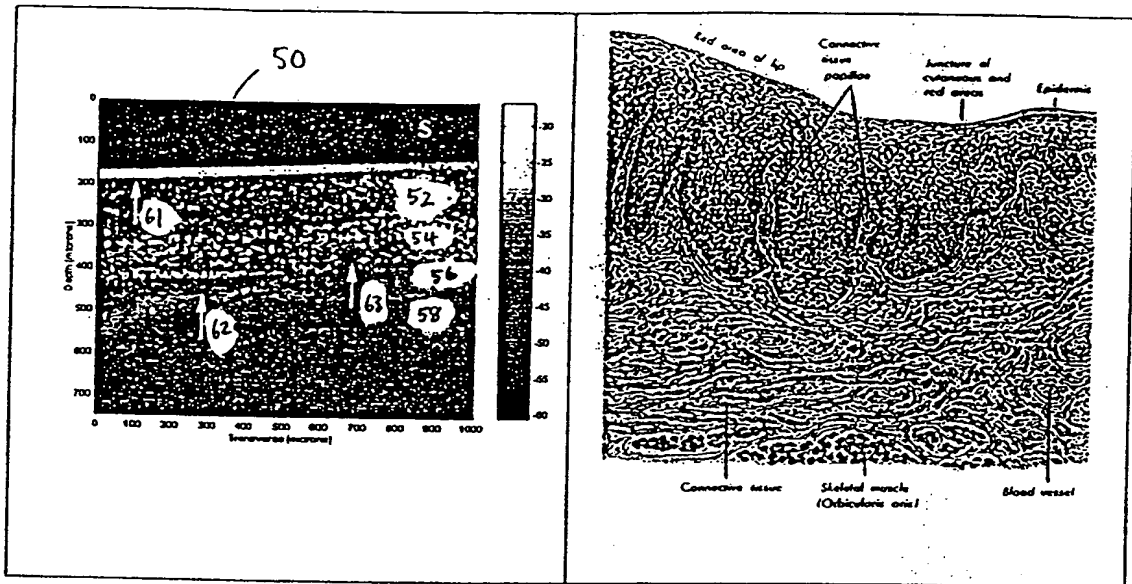 50
0
100
200
300
400
500
600
700
Depth (microns)
S
52
54
56
58
61
62
63
-20
-25
-30
-35
-40
-45
-50
-55
-60
0 100 200 300 400 500 600 700 800 900 1000
Transverse (microns)
Red area of lip
Connective
tissue
papillae
Juncture of
cutaneous and
red areas
Epidermis
Connective tissue
Skeletal muscle
(Orbicularis oris)
Blood vessel